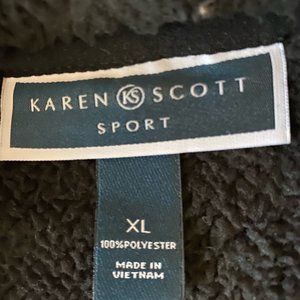 KAREN KS SCOTT
SPORT
XL
100%POLYESTER
MADE IN
VIETNAM